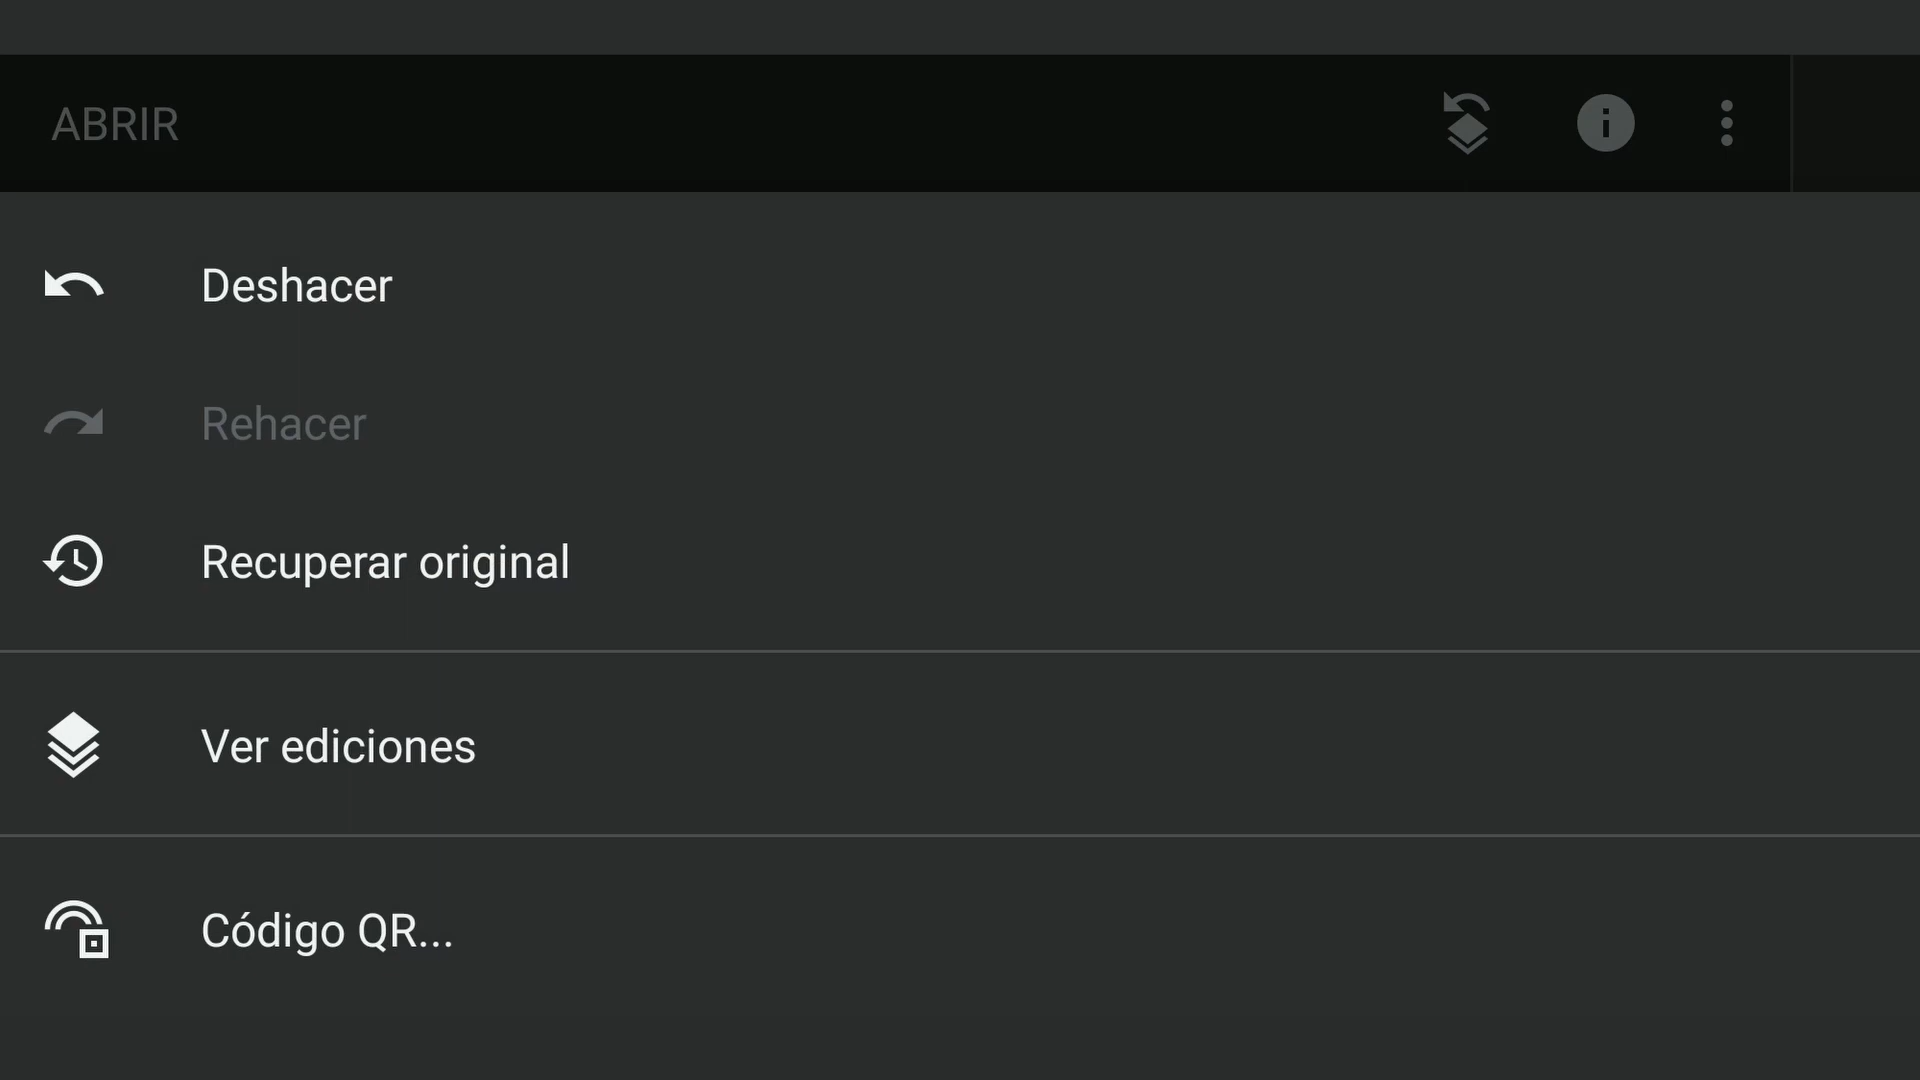 ABRIR
Deshacer
Rehacer
Recuperar original
Ver ediciones
Código QR...